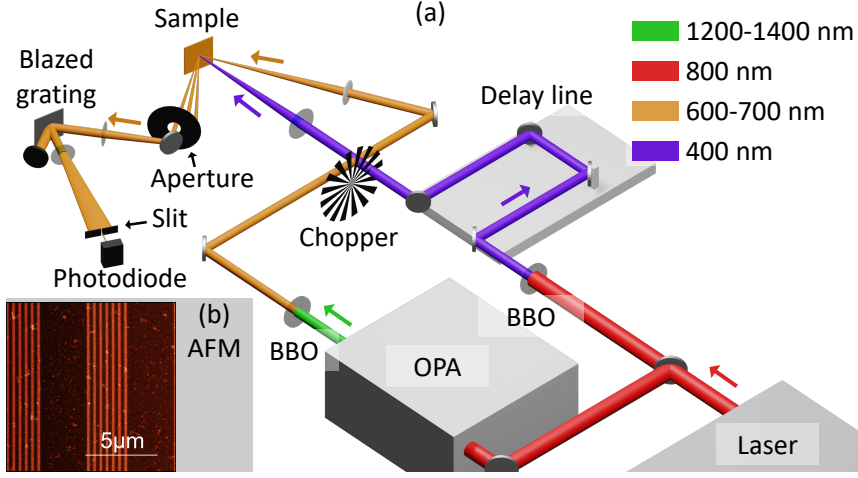 (a)
Sample
1200-1400 nm
800 nm
600-700 nm
400 nm
Blazed
grating
Delay line
Aperture
Slit
Chopper
Photodiode
BBO
BBO
(b)
AFM
OPA
5μm
Laser